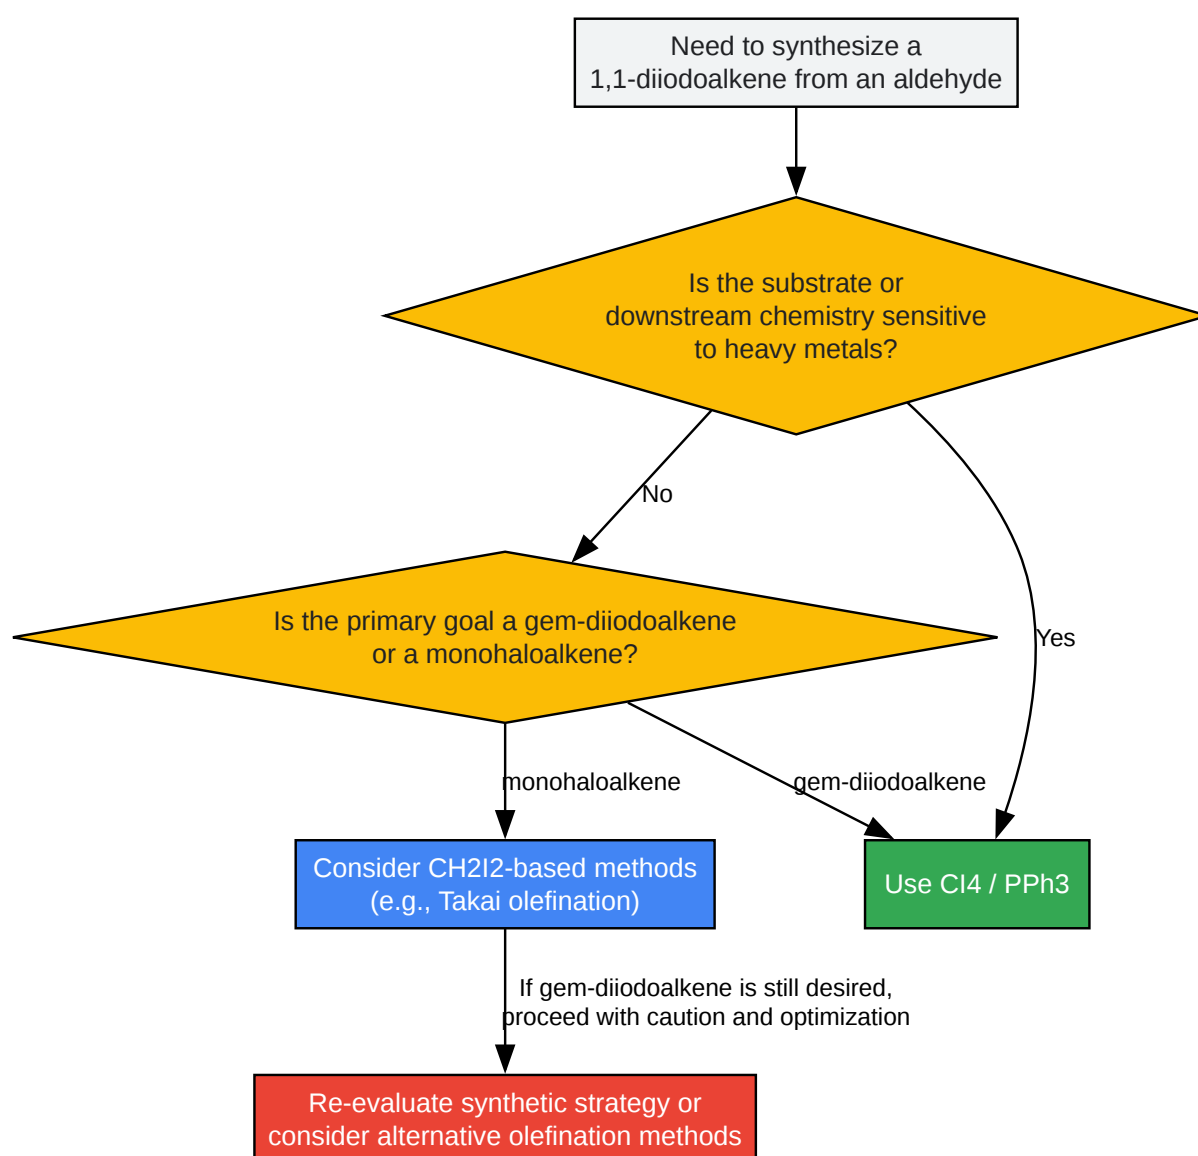 Need to synthesize a
1,1-diiodoalkene from an aldehyde
Is the substrate or
downstream chemistry sensitive
to heavy metals?
No
Yes
Is the primary goal a gem-diiodoalkene
or a monohaloalkene?
monohaloalkene
gem-diiodoalkene
Consider CH2I2-based methods
(e.g., Takai olefination)
Use CI4 / PPh3
If gem-diiodoalkene is still desired,
proceed with caution and optimization
Re-evaluate synthetic strategy or
consider alternative olefination methods